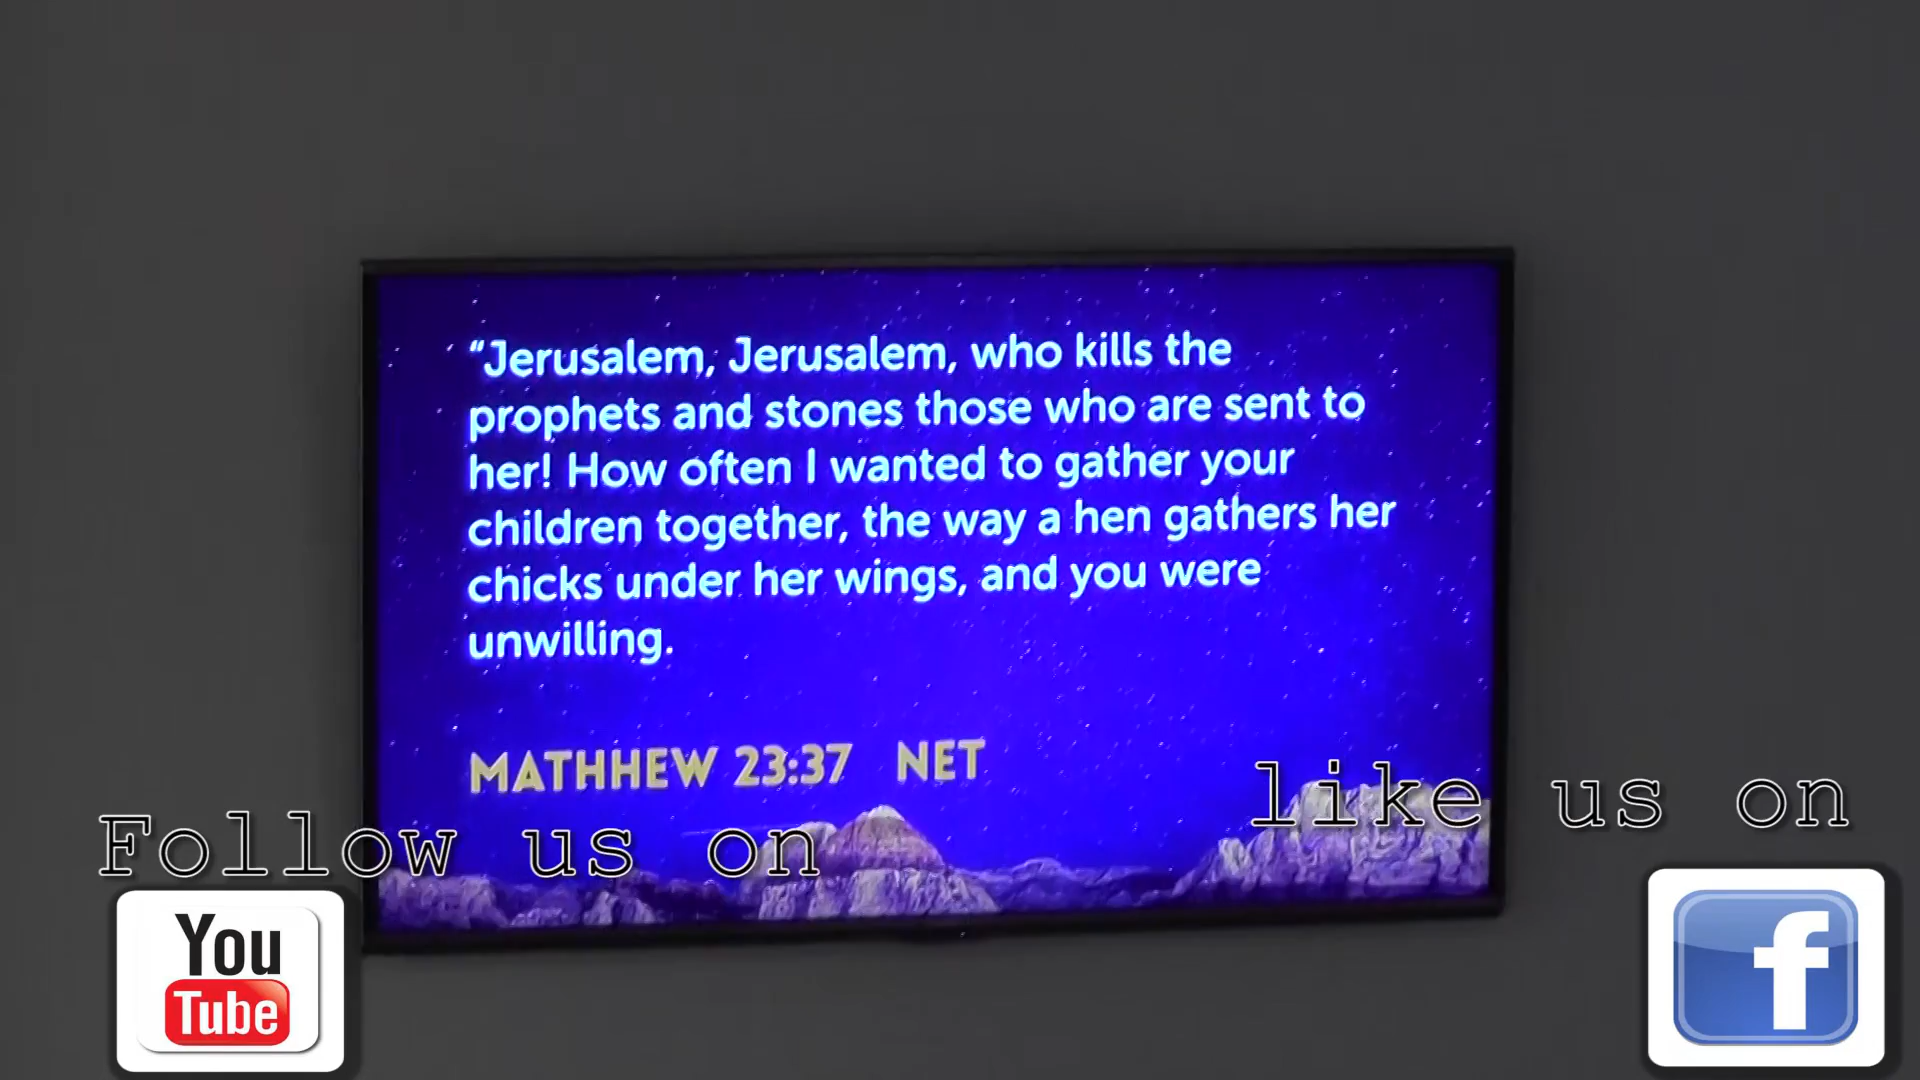 “Jerusalem, Jerusalem, who kills the
prophets and stones those who are sent to
her! How often I wanted to gather your
children together, the way a hen gathers her
chicks under her wings, and you were
unwilling.
MATHHEW 23:37 NET
like us on
Follow us on
You
Tube
f